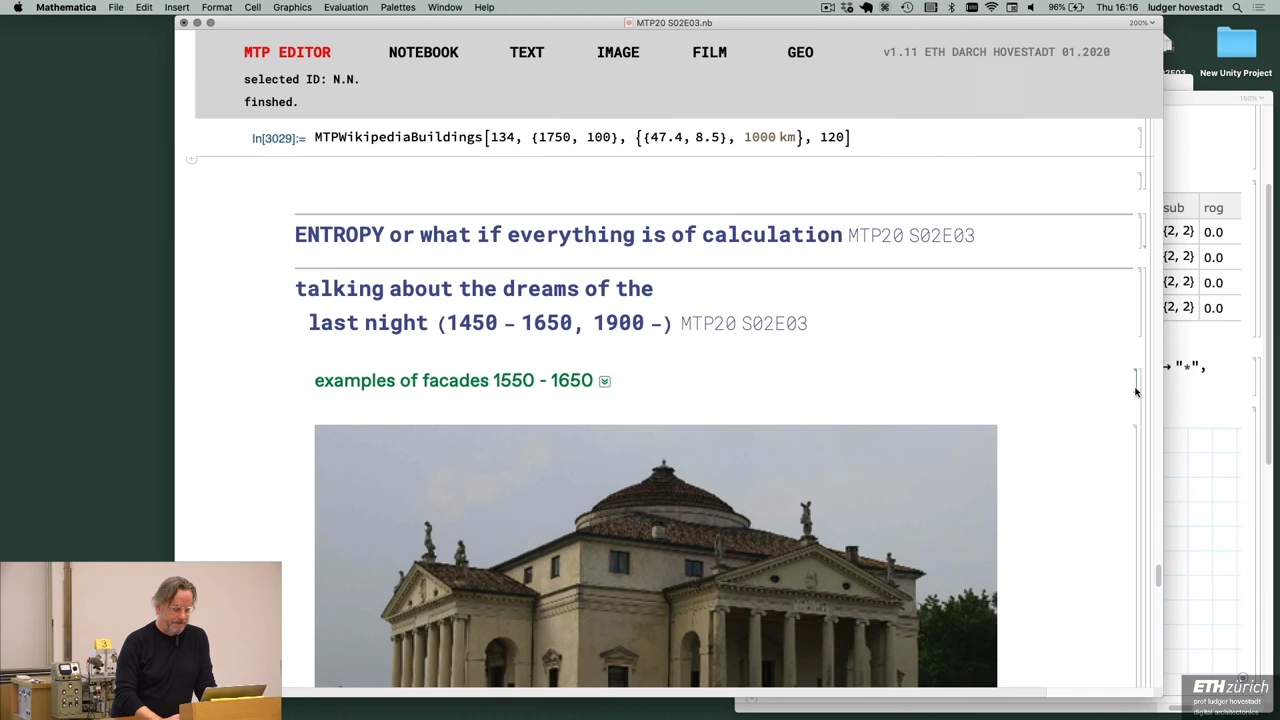 Mathematica File Edit Insert Format Cell Graphics Evaluation Palettes Window Help 96% Thu 16:16 ludger hovestadt
MTP20 S02E03.nb 200%
MTP EDITOR NOTEBOOK TEXT IMAGE FILM GEO v1.11 ETH DARCH HOVESTADT 01.2020
selected ID: N.N.
finshed.
In[3029]:= MTPWikipediaBuildings[134, {1750, 100}, {{47.4, 8.5}, 1000 km}, 120]
ENTROPY or what if everything is of calculation MTP20 S02E03
talking about the dreams of the
last night (1450 – 1650, 1900 –) MTP20 S02E03
examples of facades 1550 - 1650
New Unity Project
sub rog
{2, 2} 0.0
{2, 2} 0.0
{2, 2} 0.0
{2, 2} 0.0
→ "*",
3
ETH zürich
prof ludger hovestadt
digital architectonics